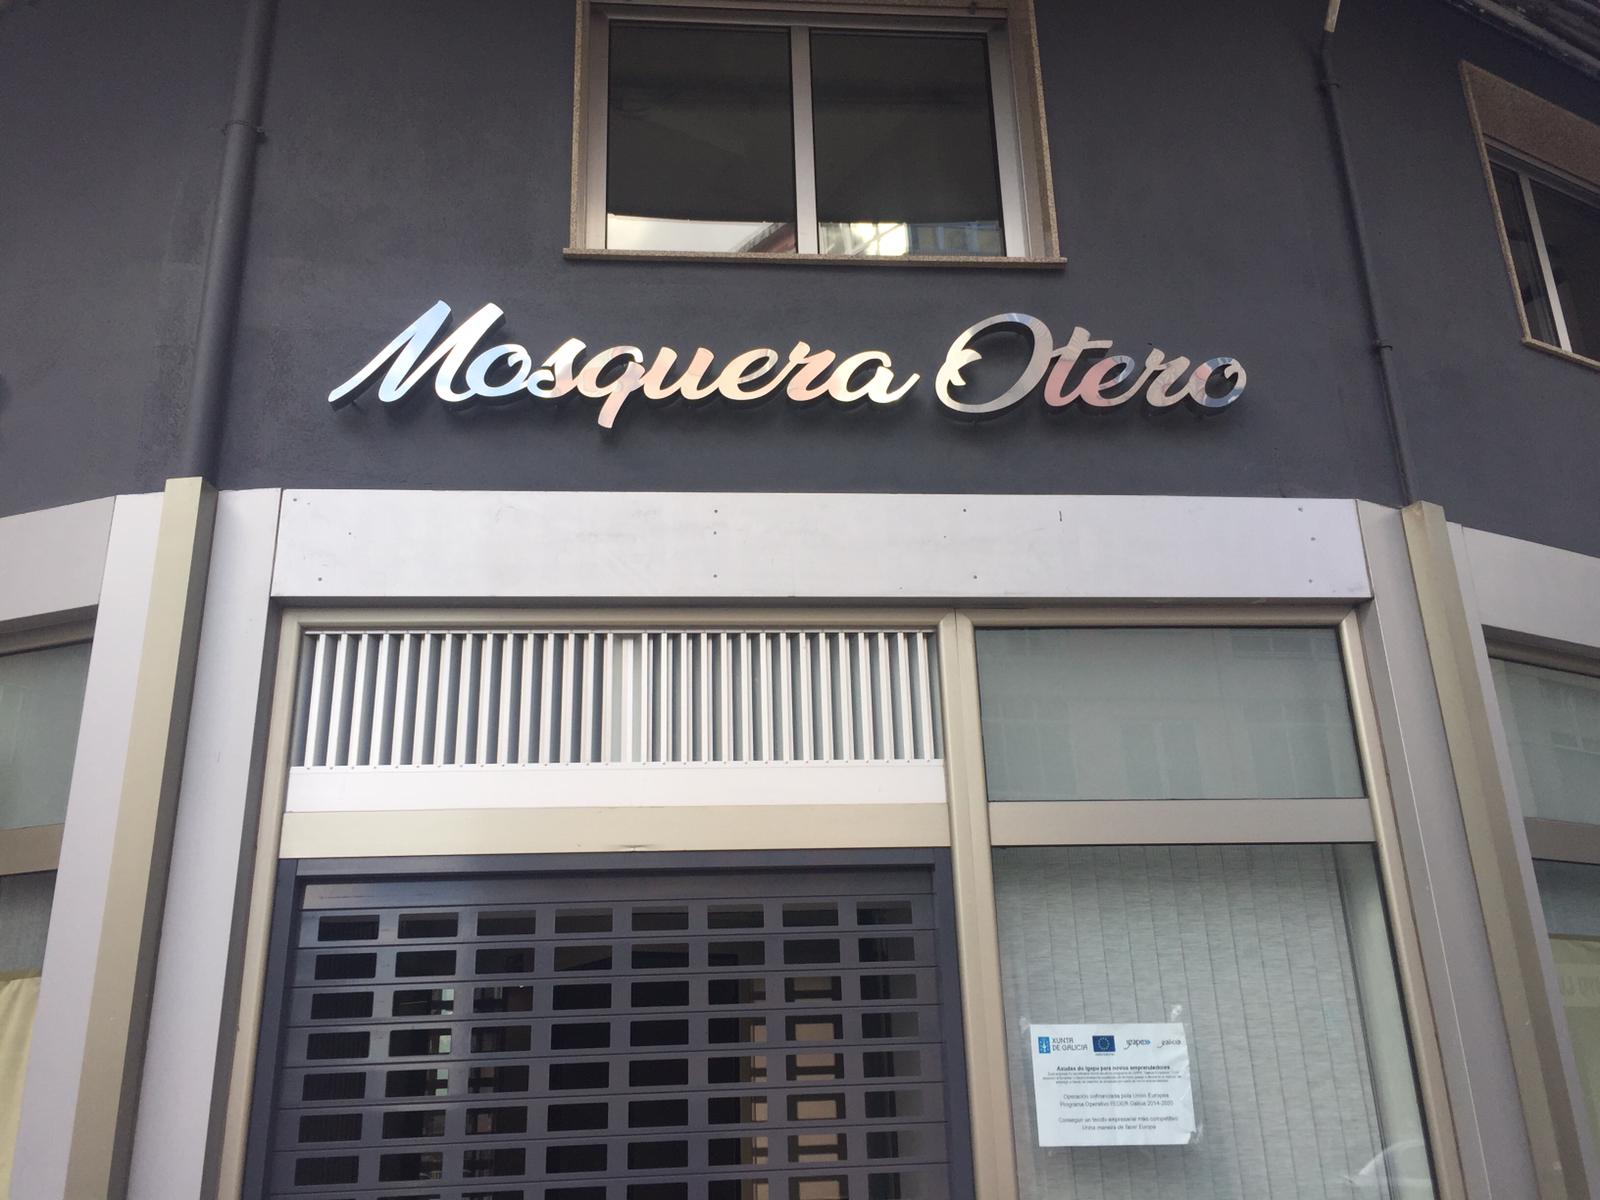 Mosquera Otero
XUNTA
DE GALICIA
Axudas do Igape para novos emprendedores
Operación cofinanciada pola Unión Europea
Programa Operativo FEDER Galicia 2014-2020
Conseguir un tecido empresarial máis competitivo
Unha maneira de facer Europa